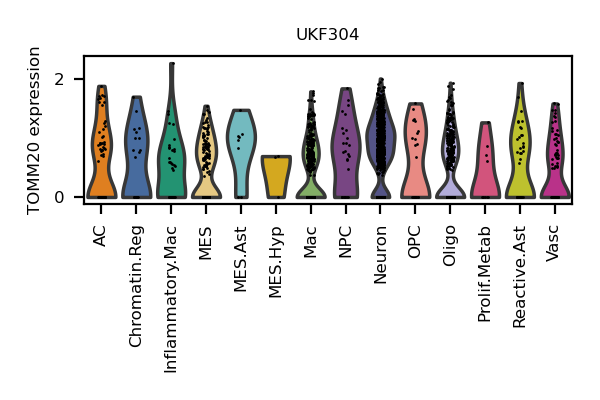 UKF304
TOMM20 expression
2
0
AC
Chromatin.Reg
Inflammatory.Mac
MES
MES.Ast
MES.Hyp
Mac
NPC
Neuron
OPC
Oligo
Prolif.Metab
Reactive.Ast
Vasc